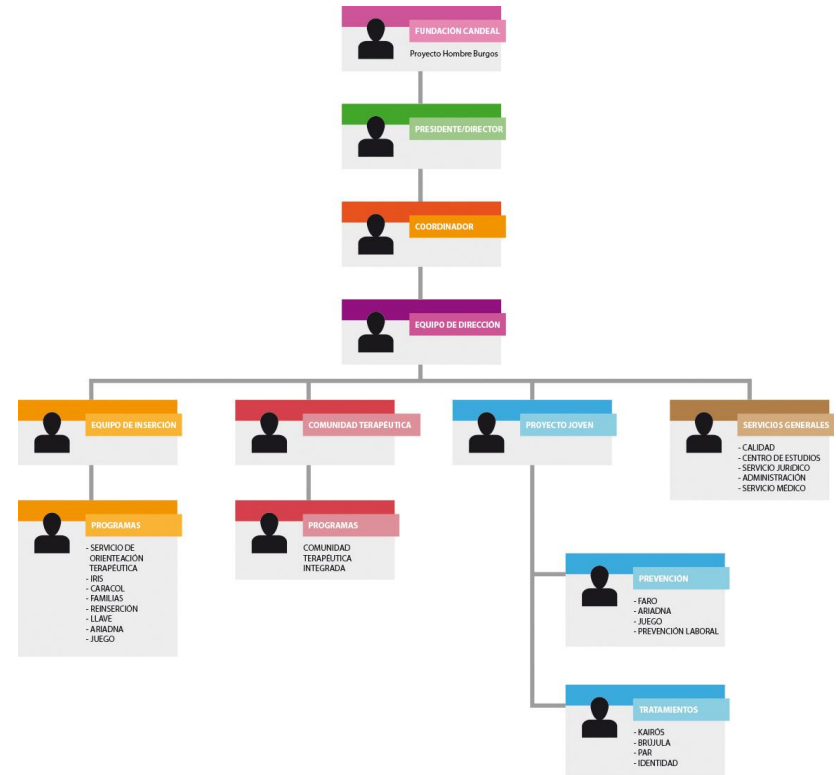 FUNDACIÓN CANDEAL
Proyecto Hombre Burgos
PRESIDENTE/DIRECTOR
COORDINADOR
EQUIPO DE DIRECCIÓN
EQUIPO DE INSERCIÓN
COMUNIDAD TERAPÉUTICA
PROYECTO JOVEN
SERVICIOS GENERALES
- CALIDAD
- CENTRO DE ESTUDIOS
- SERVICIO JURíDICO
- ADMINISTRACIÓN
- SERVICIO MÉDICO
PROGRAMAS
- SERVICIO DE
ORIENTEACIÓN
TERAPÉUTICA
- IRIS
- CARACOL
- FAMILIAS
- REINSERCIÓN
- LLAVE
- ARIADNA
- JUEGO
PROGRAMAS
COMUNIDAD
TERAPÉUTICA
INTEGRADA
PREVENCIÓN
- FARO
- ARIADNA
- JUEGO
- PREVENCIÓN LABORAL
TRATAMIENTOS
- KAIRÓS
- BRÚJULA
- PAR
- IDENTIDAD